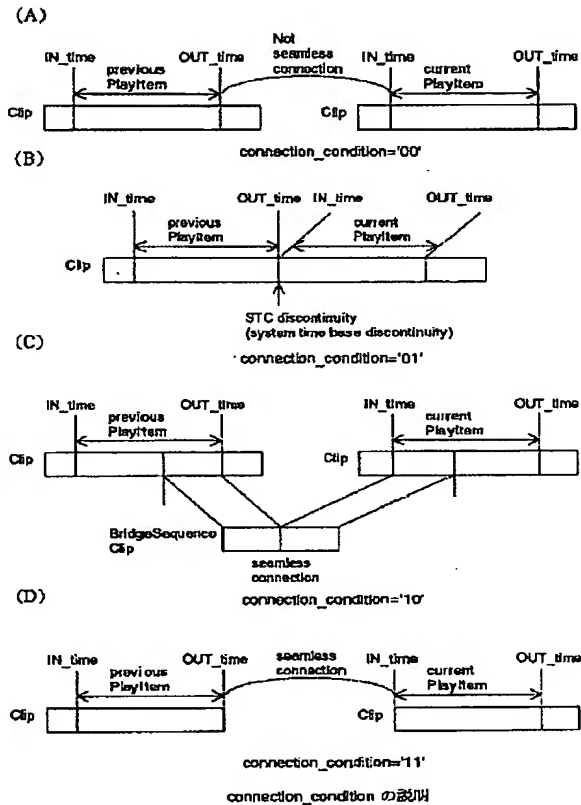 (A)
Not
seamless
connection
IN_time OUT_time IN_time OUT_time
previous
PlayItem
current
PlayItem
Clip Clip
connection_condition='00'
(B)
IN_time OUT_time IN_time OUT_time
previous
PlayItem
current
PlayItem
Clip
STC discontinuity
(system time base discontinuity)
(C)
connection_condition='01'
IN_time OUT_time IN_time OUT_time
previous
PlayItem
current
PlayItem
Clip Clip
BridgeSequence
Clip
seamless
connection
(D)
connection_condition='10'
IN_time OUT_time seamless
connection IN_time OUT_time
previous
PlayItem
current
PlayItem
Clip Clip
connection_condition='11'
connection_condition の説明